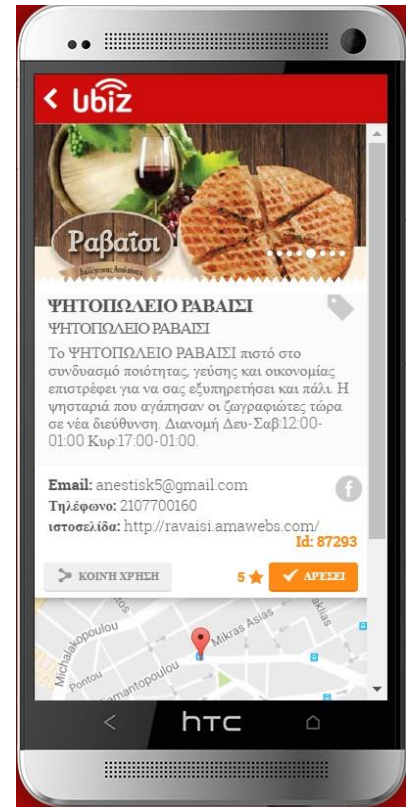 Ubiz
Ραβαΐσι
ΨΗΤΟΠΩΛΕΙΟ ΡΑΒΑΙΣΙ
ΨΗΤΟΠΩΛΕΙΟ ΡΑΒΑΙΣΙ
Το ΨΗΤΟΠΩΛΕΙΟ ΡΑΒΑΙΣΙ πιστό στο
συνδυασμό ποιότητας, γεύσης και οικονομίας
επιστρέφει για να σας εξυπηρετήσει και πάλι. Η
ψησταριά που αγάπησαν οι ζωγραφιώτες τώρα
σε νέα διεύθυνση. Διανομή Δευ-Σαβ:12:00-
01:00 Κυρ:17:00-01:00.
Email: anestisk5@gmail.com
Τηλέφωνο: 2107700160
ιστοσελίδα: http://ravaisi.amawebs.com/
Id: 87293
ΚΟΙΝΉ ΧΡΉΣΗ
5
ΑΡΈΣΕΙ
Michalakopoulou
Mikras Asias
Pontou
hTC